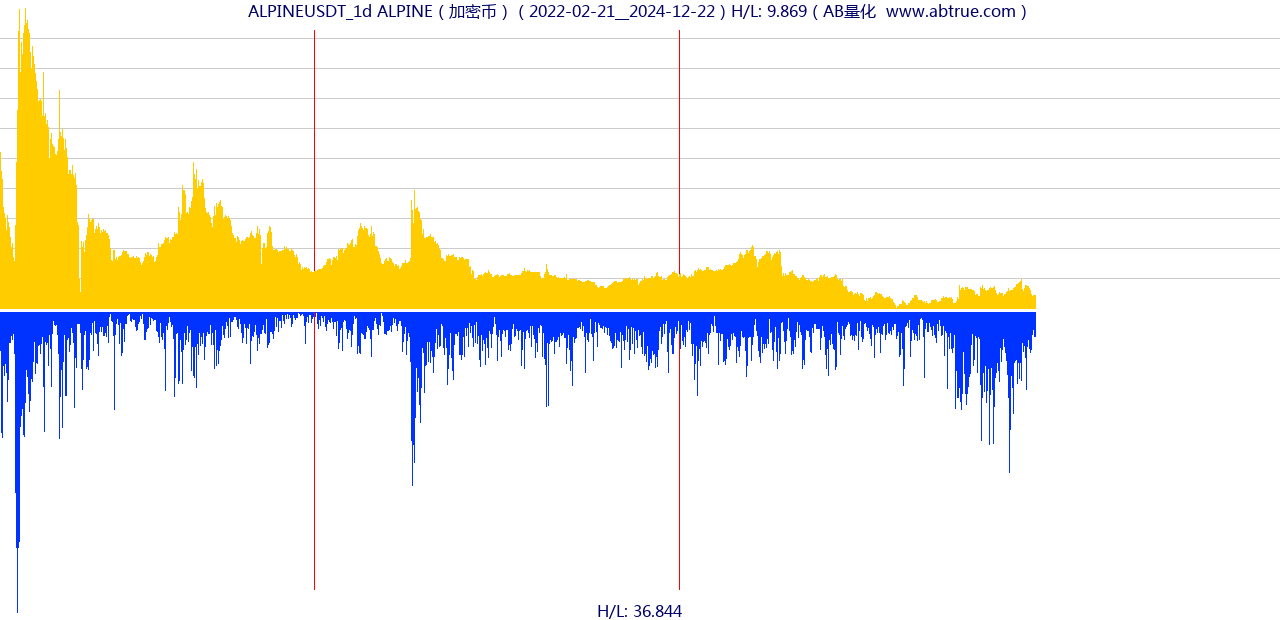 ALPINEUSDT_1d ALPINE ( 加密币 ) ( 2022-02-21__2024-12-22 ) H/L: 9.869 ( AB量化  www.abtrue.com )
H/L: 36.844